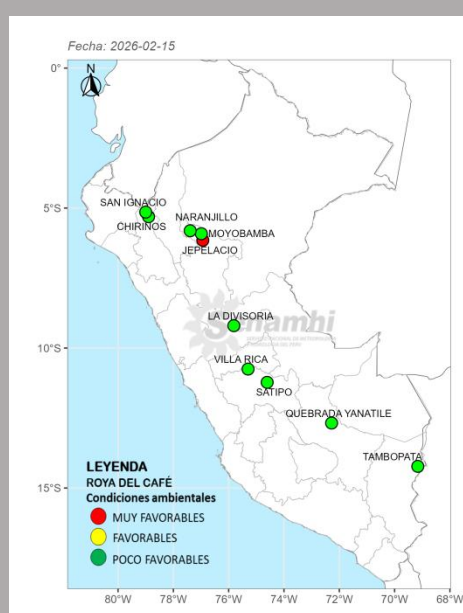 Fecha: 2026-02-15
N
0°
5°S
10°S
15°S
SAN IGNACIO
CHIRINOS
NARANJILLO
MOYOBAMBA
JEPELACIO
LA DIVISORIA
Senamhi
VILLA RICA
SATIPO
QUEBRADA YANATILE
TAMBOPATA
LEYENDA
ROYA DEL CAFÉ
Condiciones ambientales
MUY FAVORABLES
FAVORABLES
POCO FAVORABLES
80°W 78°W 76°W 74°W 72°W 70°W 68°W